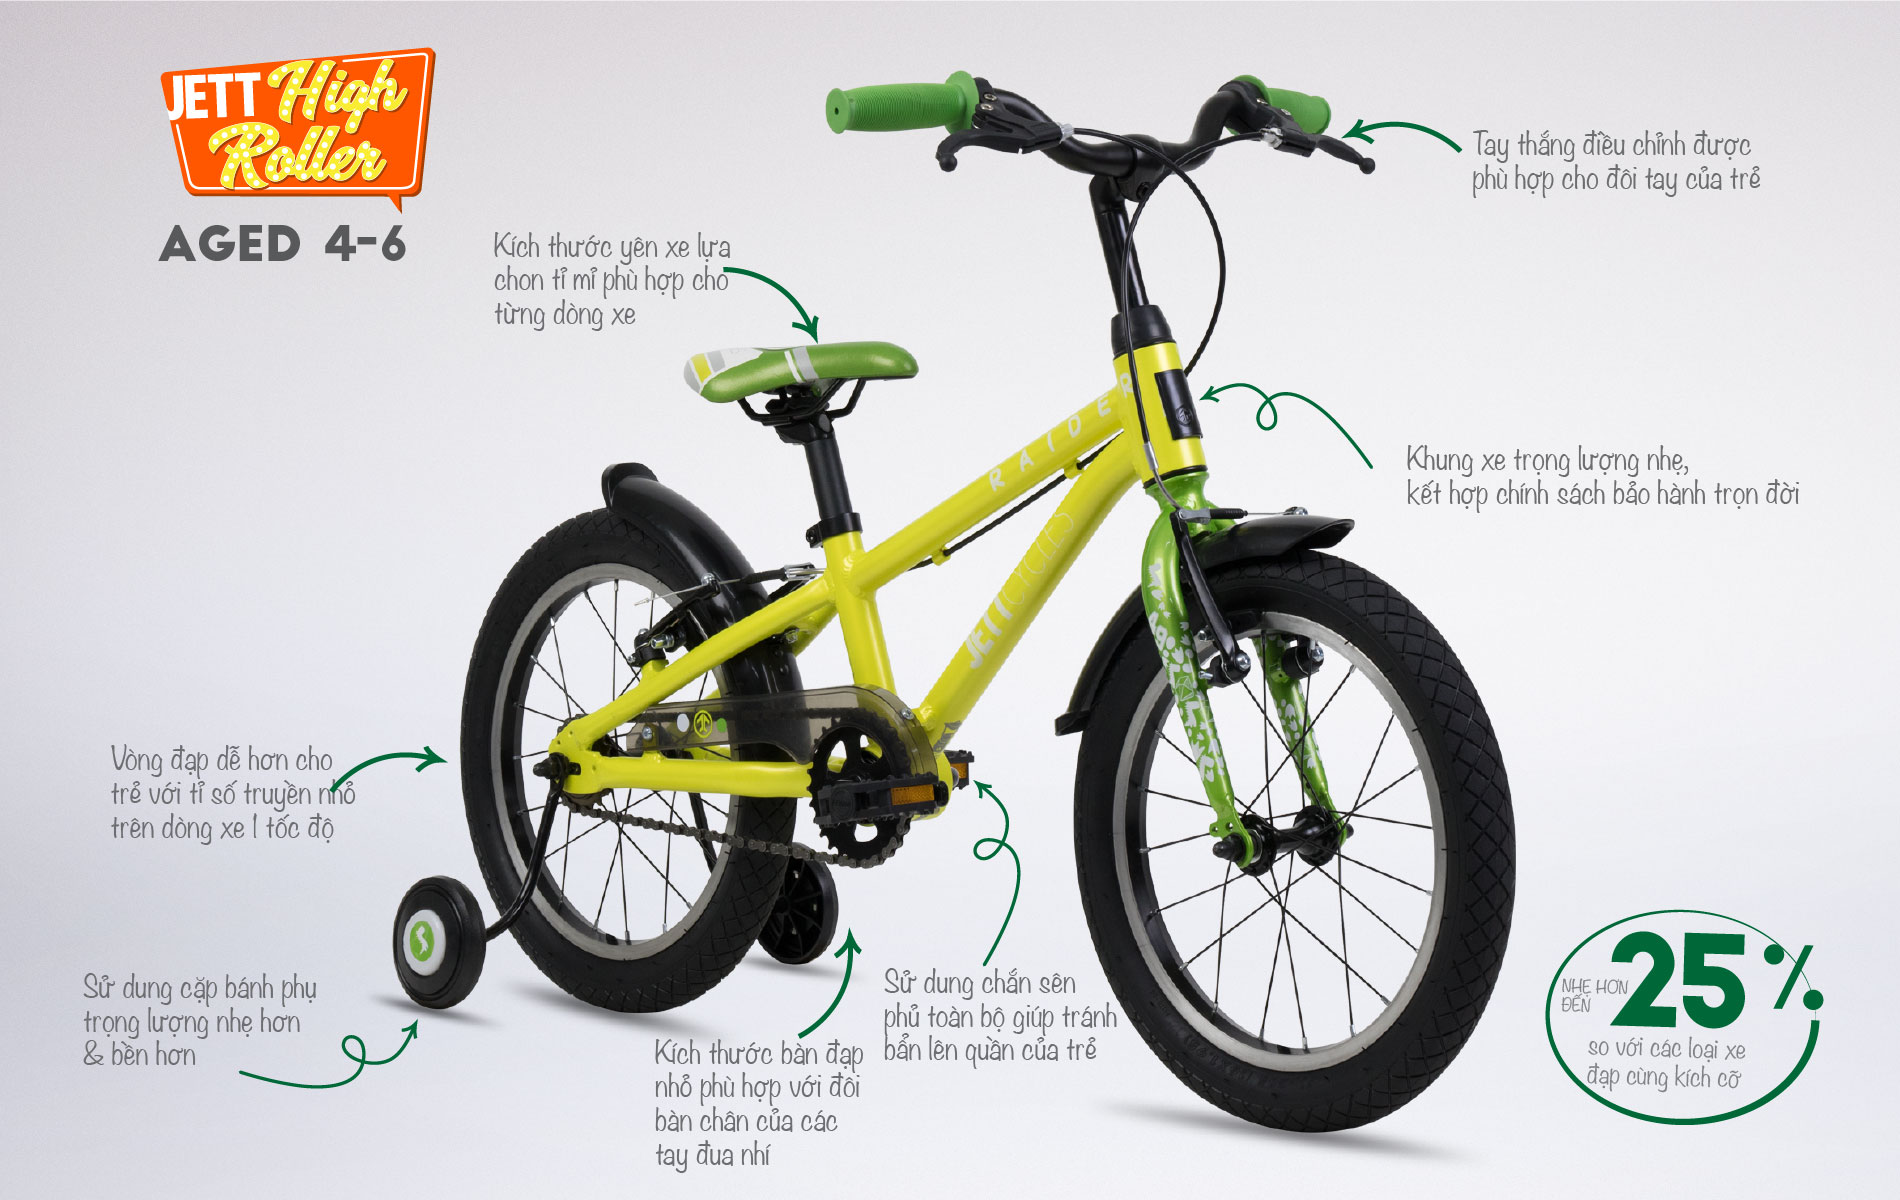 JETT High
Roller
AGED 4-6
Tay thắng điều chỉnh được
phù hợp cho đôi tay của trẻ
Kích thước yên xe lựa
chon tỉ mỉ phù hợp cho
từng dòng xe
RAIDER
Khung xe trọng lượng nhẹ,
kết hợp chính sách bảo hành trọn đời
JETTCYCLES
Vòng đạp dễ hơn cho
trẻ với tỉ số truyền nhỏ
trên dòng xe 1 tốc độ
Sử dung cặp bánh phụ
trọng lượng nhẹ hơn
& bền hơn
Kích thước bàn đạp
nhỏ phù hợp với đôi
bàn chân của các
tay đua nhí
Sử dung chắn sên
phủ toàn bộ giúp tránh
bẩn lên quần của trẻ
NHẸ HƠN
ĐẾN
25%
so với các loại xe
đạp cùng kích cỡ